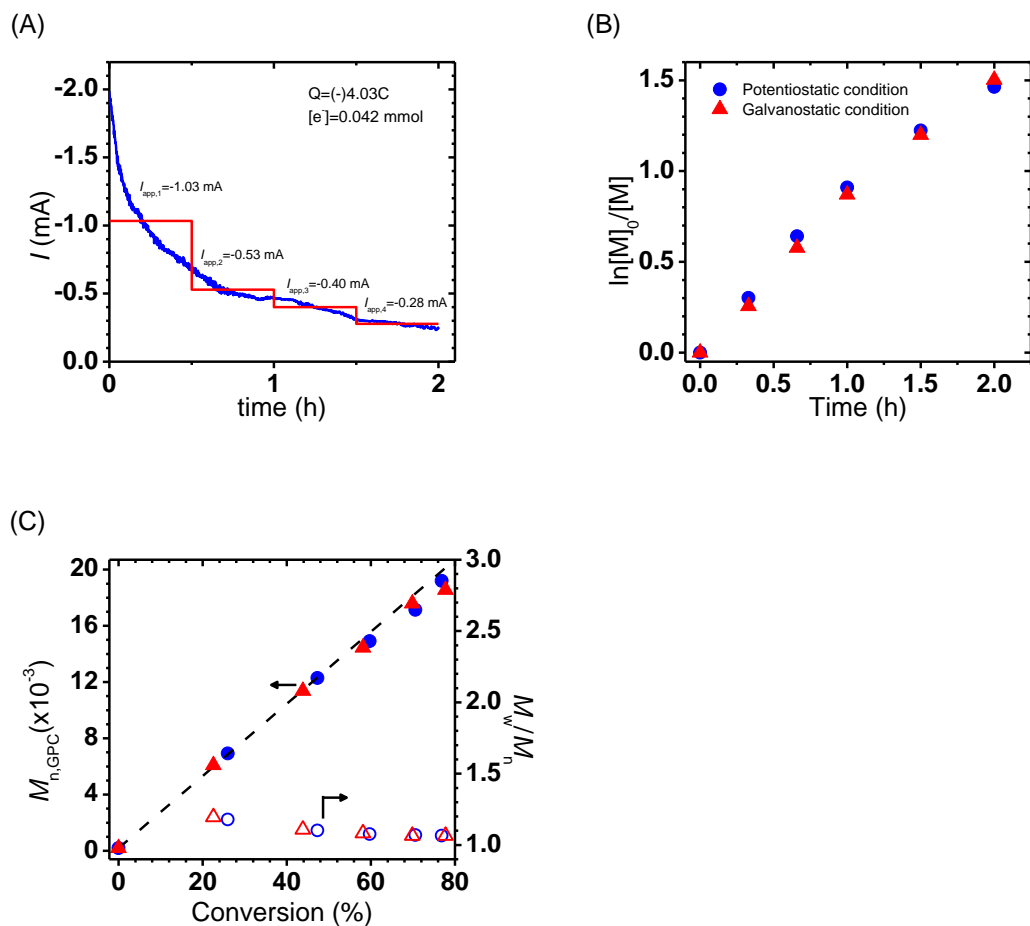 (A)
-2.0
-1.5
-1.0
-0.5
0.0
I (mA)
0
1
2
time (h)
Q=(-)4.03C
[e-]=0.042 mmol
Iapp,1=-1.03 mA
Iapp,2=-0.53 mA
Iapp,3=-0.40 mA
Iapp,4=-0.28 mA
(B)
1.5
1.0
0.5
0.0
ln[M]0/[M]
0.0
0.5
1.0
1.5
2.0
Time (h)
Potentiostatic condition
Galvanostatic condition
(C)
20
16
12
8
4
0
Mn,GPC(x10-3)
3.0
2.5
2.0
1.5
1.0
Mw/Mn
0
20
40
60
80
Conversion (%)